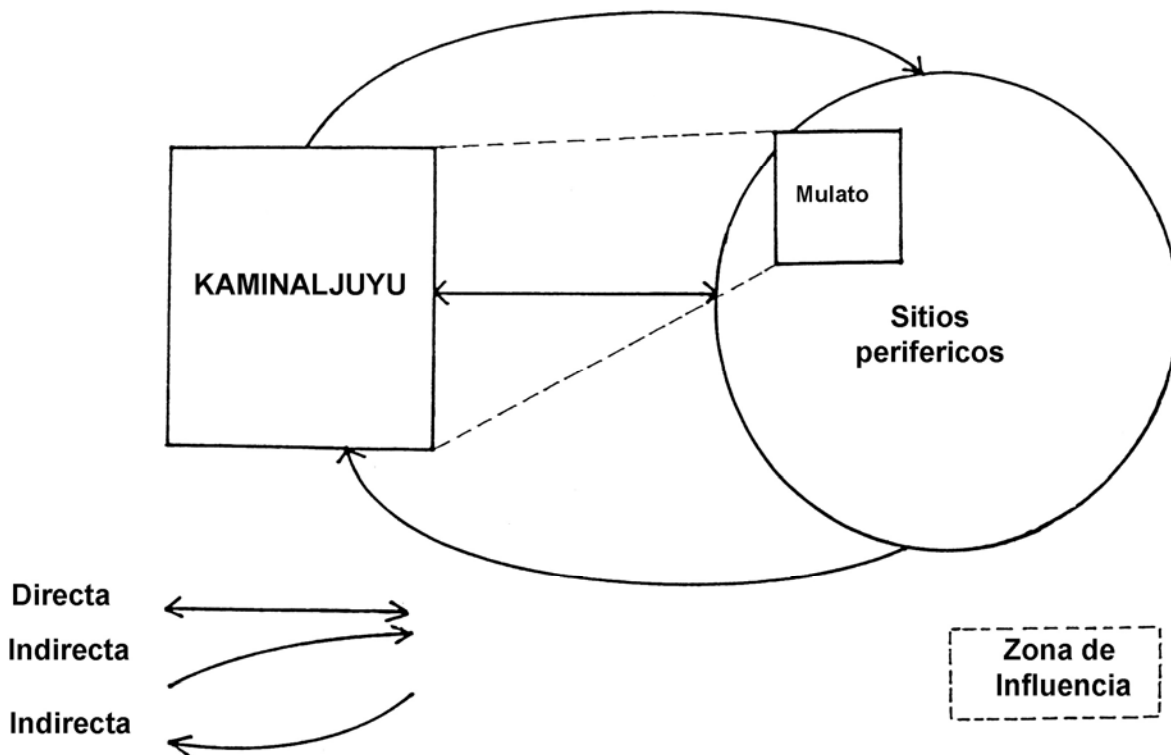 Mulato
KAMINALJUYU
Sitios
perifericos
Directa
Indirecta
Indirecta
Zona de
Influencia